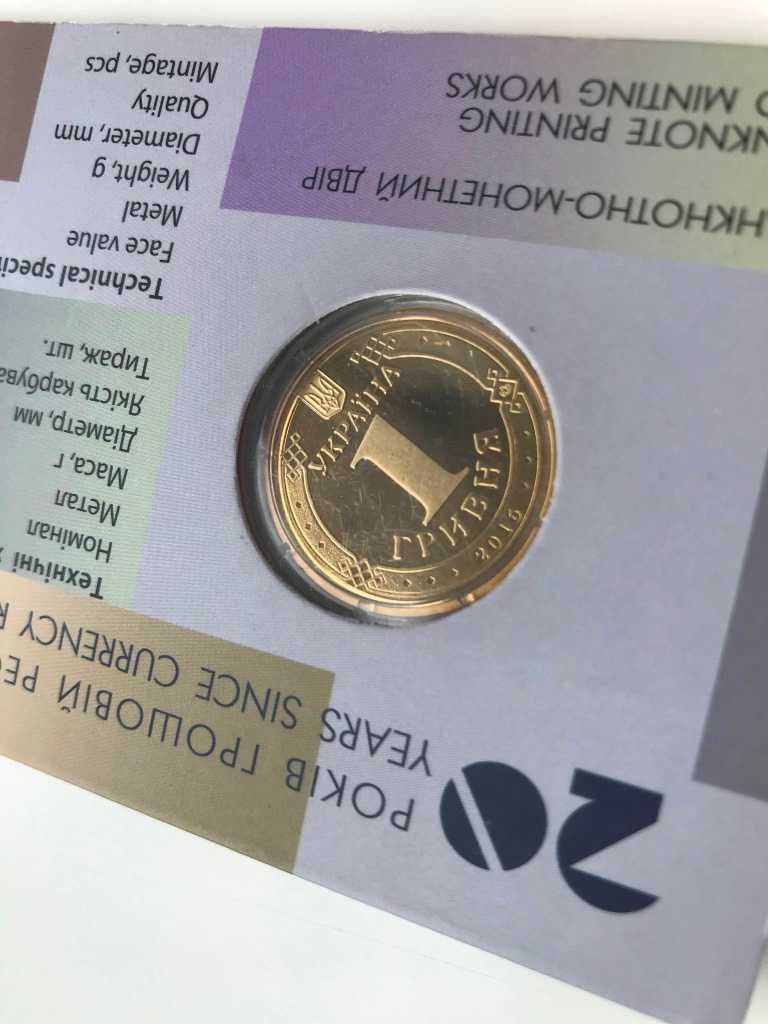 20 РОКІВ ГРОШОВІЙ РЕ
YEARS SINCE CURRENCY
УКРАЇНА
1
ГРИВНЯ
2016
Технічні
Номінал
Метал
Маса, г
Діаметр, мм
Якість карбува
Тираж, шт.
Technical speci
Face value
Metal
Weight, g
Diameter, mm
Quality
Mintage, pcs
НКНОТНО-МОНЕТНИЙ ДВІР
NKNOTE PRINTING
MINTING WORKS